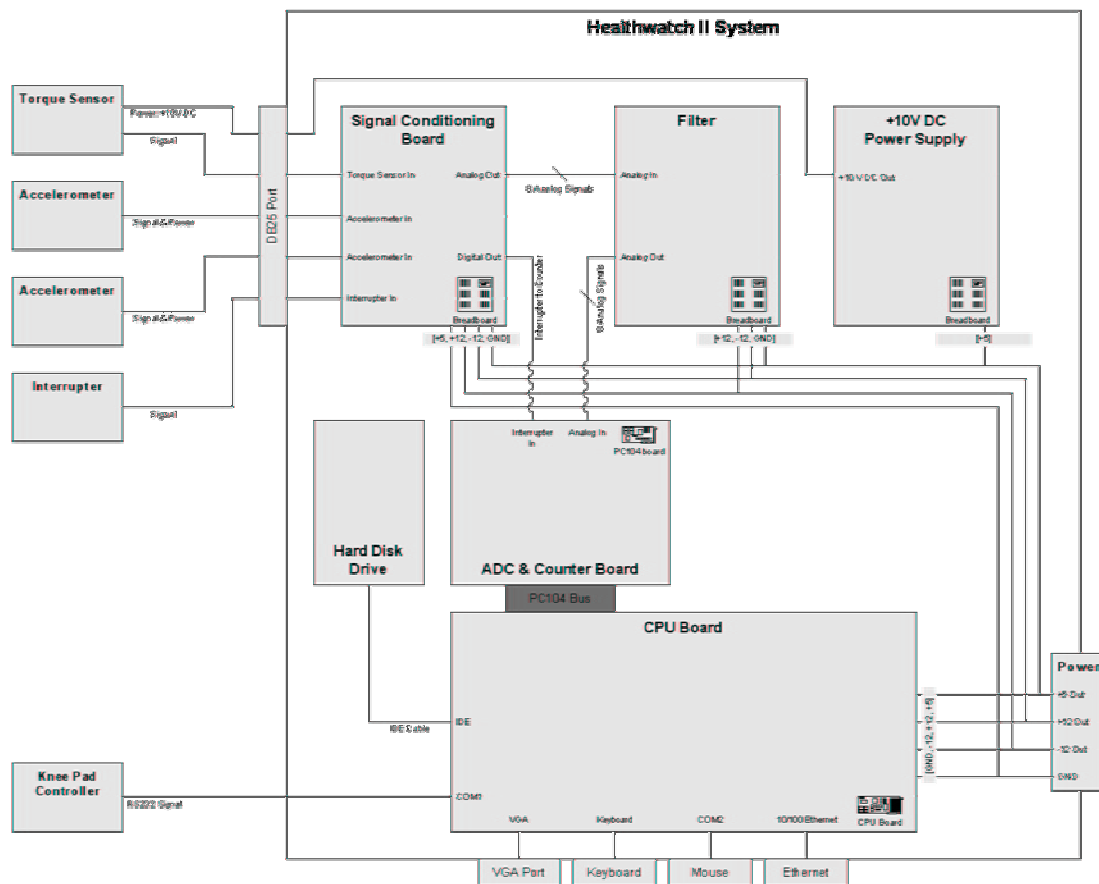 Healthwatch II System
Torque Sensor
Power: +10V DC
Signal
Accelerometer
Signal & Power
Accelerometer
Signal & Power
Interrupter
Signal
DB25 Port
Signal Conditioning
Board
Torque Sensor In
Analog Out
Accelerometer In
Accelerometer In
Digital Out
Interrupter In
Breadboard
[+5, +12, -12, GND]
8 Analog Signals
Interrupter to Counter
8 Analog Signals
Filter
Analog In
Analog Out
Breadboard
[+12, -12, GND]
+10V DC
Power Supply
+10 V DC Out
Breadboard
[+5]
Hard Disk
Drive
IDE Cable
Interrupter
In
Analog In
PC104 board
ADC & Counter Board
PC104 Bus
CPU Board
IDE
COM1
VGA
Keyboard
COM2
10/100 Ethernet
CPU Board
[GND, -12, +12, +5]
Power
+5 Out
+12 Out
-12 Out
GND
Knee Pad
Controller
RS232 Signal
VGA Port
Keyboard
Mouse
Ethernet